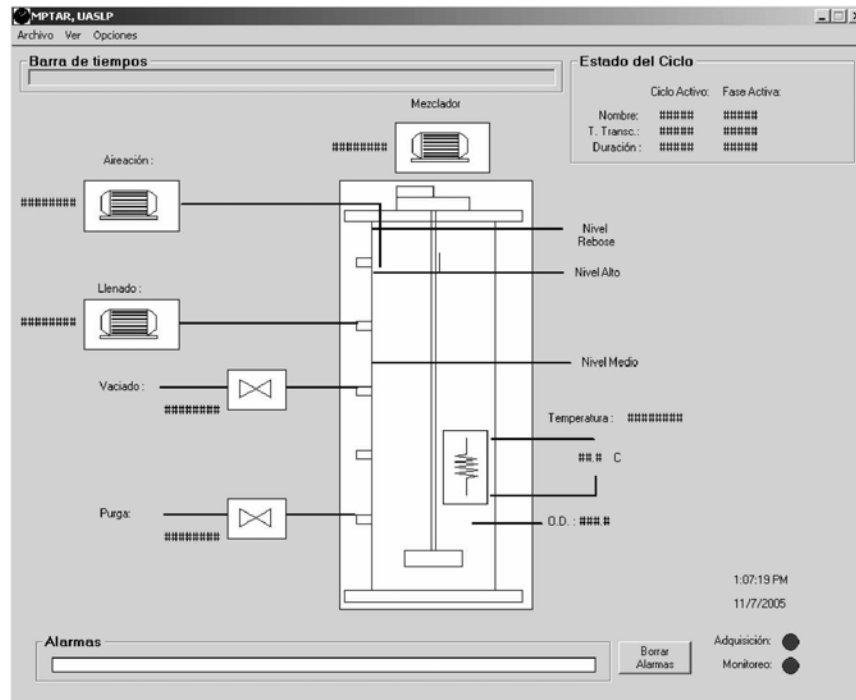 MPTAR, UASLP
Archivo Ver Opciones
Barra de tiempos
Estado del Ciclo
Ciclo Activo: Fase Activa:
Nombre: ##### #####
T. Transc.: ##### #####
Duración : ##### #####
Mezclador
########
Aireación :
########
Nivel
Rebose
Nivel Alto
Llenado :
########
Nivel Medio
Vaciado :
########
Temperatura : ########
##.# C
Purga:
########
O.D. : ###.#
1:07:19 PM
11/7/2005
Alarmas
Borrar
Alarmas
Adquisición:
Monitoreo: